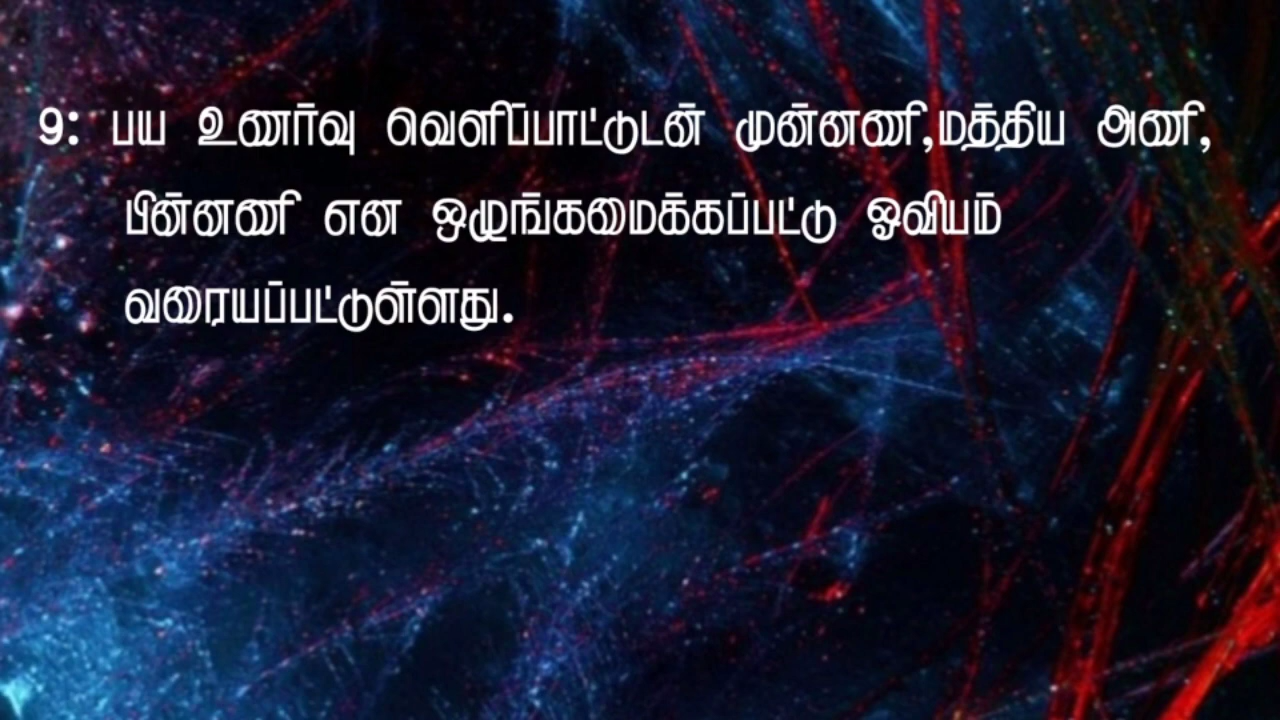 9: பய உணர்வு வெளிப்பாட்டுடன் முன்னணி,மத்திய அணி,
பின்னணி என ஒழுங்கமைக்கப்பட்டு ஓவியம்
வரையப்பட்டுள்ளது.